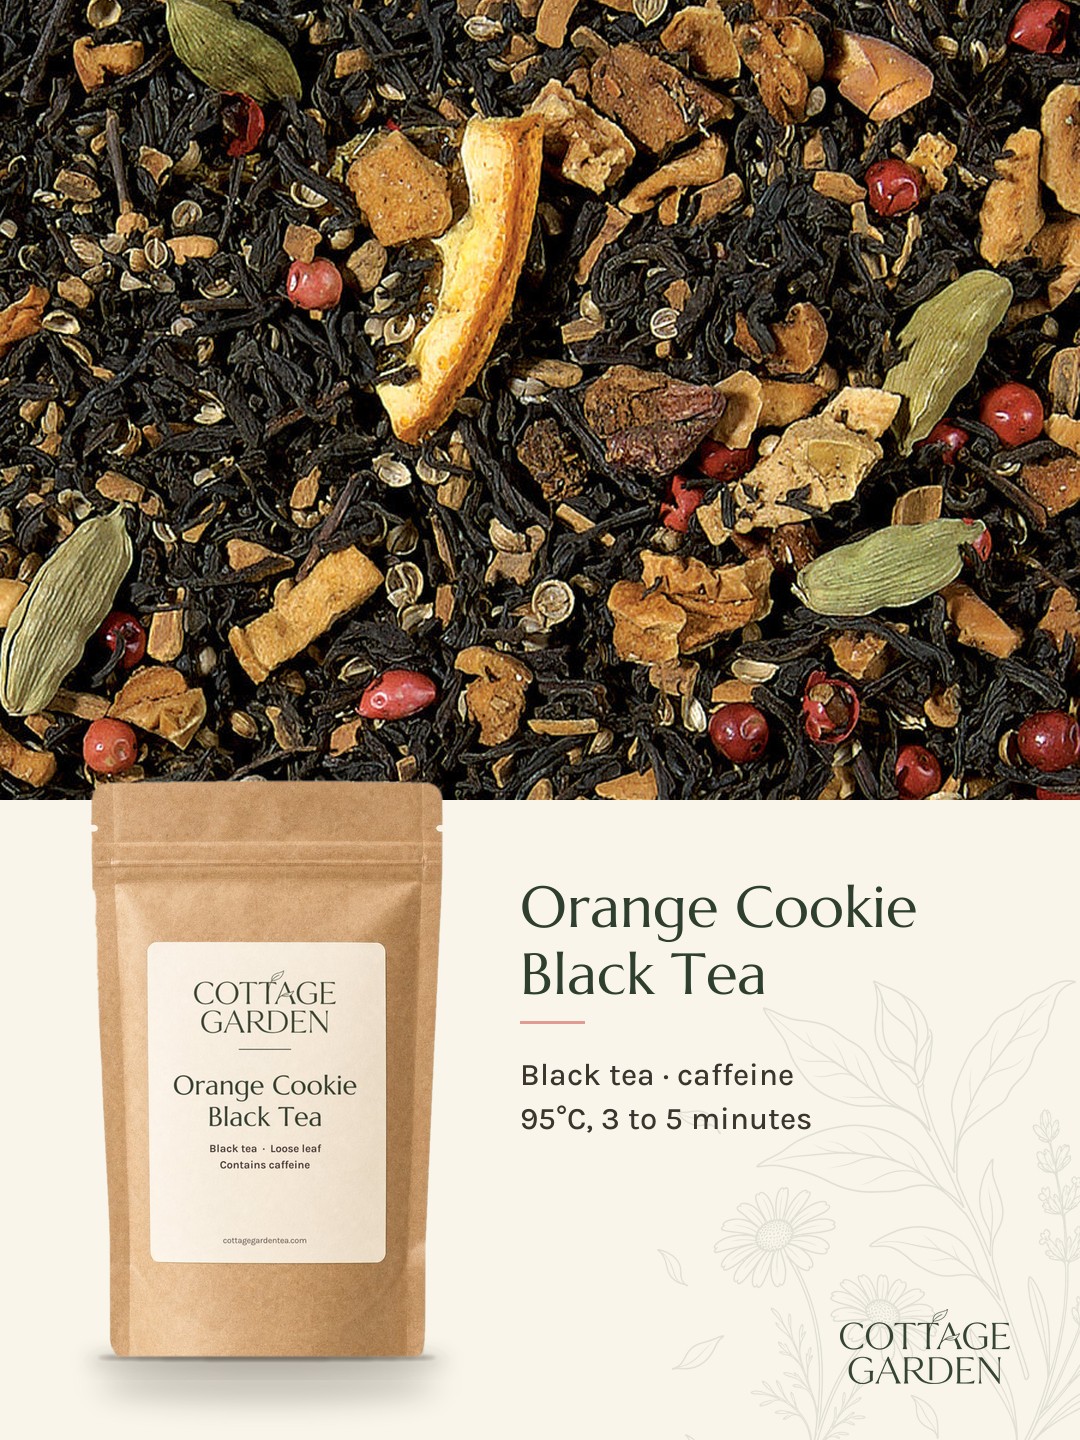 COTTAGE
GARDEN
Orange Cookie
Black Tea
Black tea · Loose leaf
Contains caffeine
cottagegardentea.com
Orange Cookie
Black Tea
Black tea · caffeine
95°C, 3 to 5 minutes
COTTAGE
GARDEN